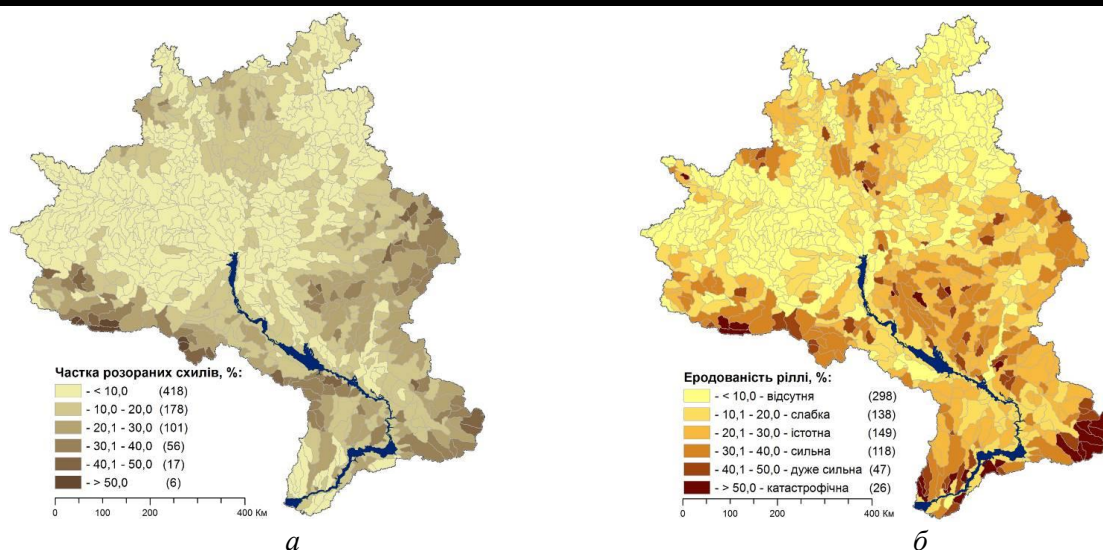 Частка розораних схилів, %:
- < 10,0 (418)
- 10,0 - 20,0 (178)
- 20,1 - 30,0 (101)
- 30,1 - 40,0 (56)
- 40,1 - 50,0 (17)
- > 50,0 (6)
0 100 200 400 Км
а
Еродованість ріллі, %:
- < 10,0 - відсутня (298)
- 10,1 - 20,0 - слабка (138)
- 20,1 - 30,0 - істотна (149)
- 30,1 - 40,0 - сильна (118)
- 40,1 - 50,0 - дуже сильна (47)
- > 50,0 - катастрофічна (26)
0 100 200 400 Км
б